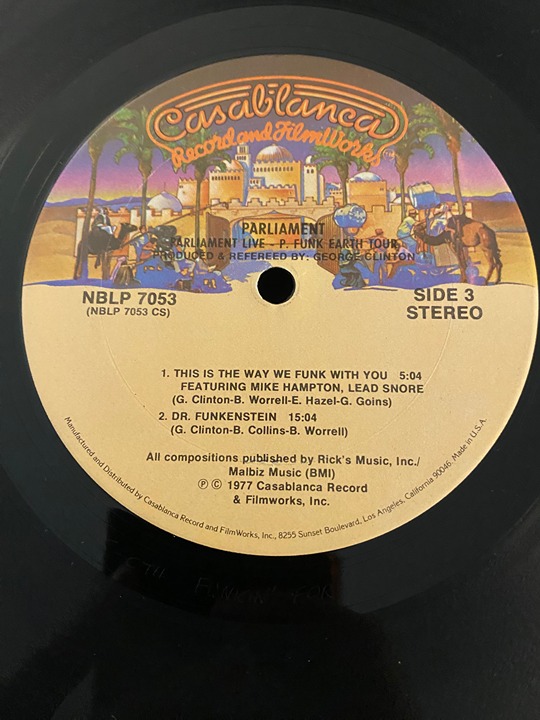 Casablanca
Record and FilmWorks™
PARLIAMENT
PARLIAMENT LIVE - P. FUNK EARTH TOUR
PRODUCED & REFEREED BY: GEORGE CLINTON
NBLP 7053
(NBLP 7053 CS)
SIDE 3
STEREO
1. THIS IS THE WAY WE FUNK WITH YOU 5:04
FEATURING MIKE HAMPTON, LEAD SNORE
(G. Clinton-B. Worrell-E. Hazel-G. Goins)
2. DR. FUNKENSTEIN 15:04
(G. Clinton-B. Collins-B. Worrell)
All compositions published by Rick's Music, Inc./
Malbiz Music (BMI)
℗ © 1977 Casablanca Record
& Filmworks, Inc.
Manufactured and Distributed by Casablanca Record and FilmWorks, Inc., 8255 Sunset Boulevard, Los Angeles, California 90046. Made in U.S.A.